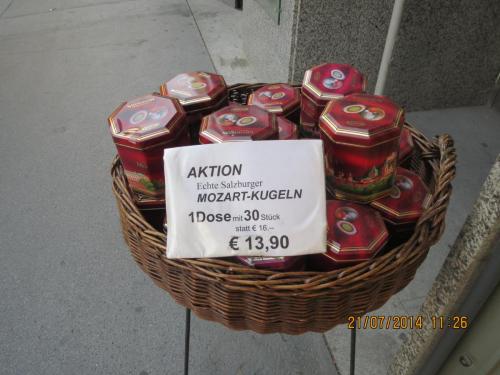 AKTION
Echte Salzburger
MOZART-KUGELN
1 Dose mit 30 Stück
statt € 16,–
€ 13,90
21/07/2014 11:26